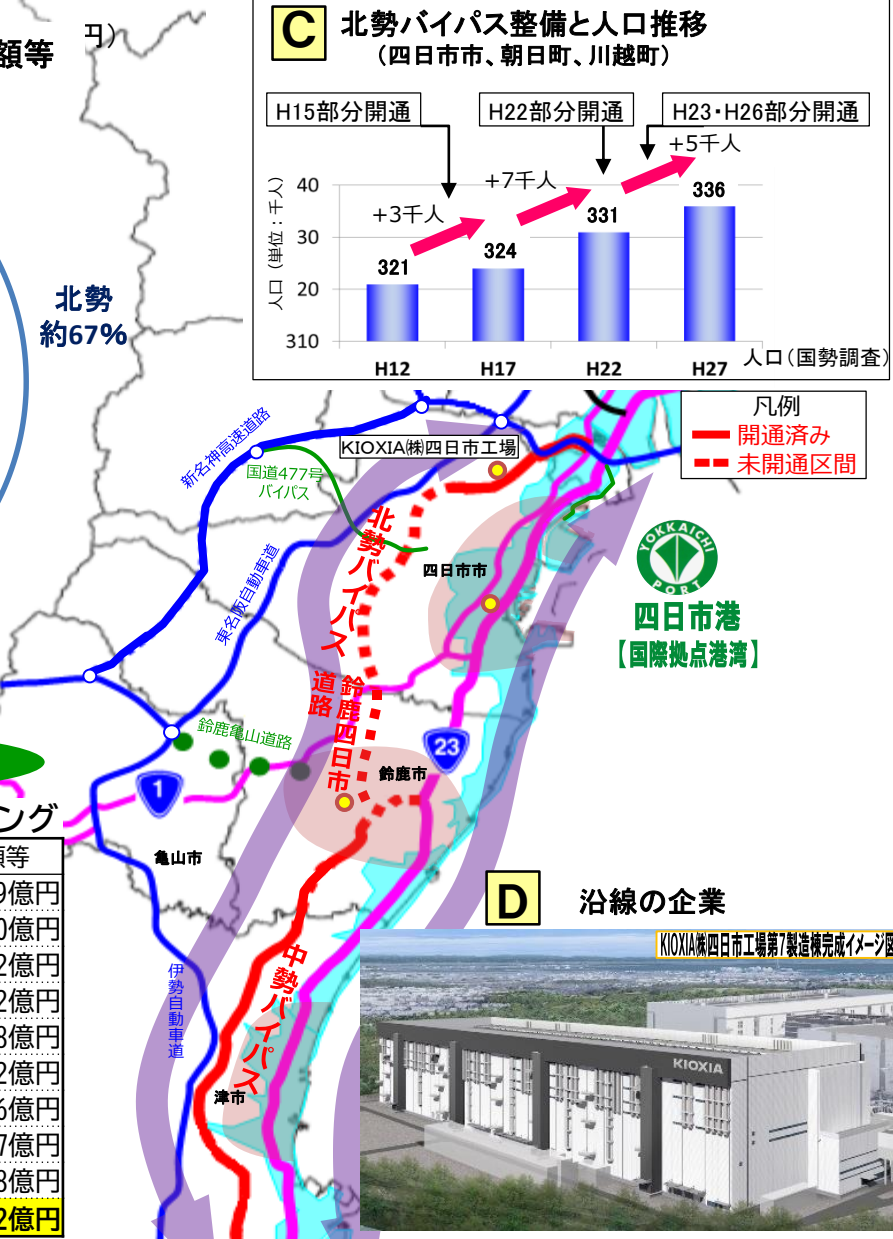 円)
額等
C
北勢バイパス整備と人口推移
(四日市市、朝日町、川越町)
H15部分開通
H22部分開通
H23・H26部分開通
+3千人
+7千人
+5千人
人口(単位:千人)
40
30
20
310
321
324
331
336
H12
H17
H22
H27
人口(国勢調査)
北勢
約67%
凡例
開通済み
未開通区間
新名神高速道路
国道477号
バイパス
KIOXIA㈱四日市工場
東名阪自動車道
北勢バイパス
四日市市
YOKKAICHI
PORT
四日市港
【国際拠点港湾】
鈴鹿四日市
道路
鈴鹿亀山道路
鈴鹿市
23
1
亀山市
伊勢自動車道
中勢バイパス
津市
ング
額等
9億円
0億円
2億円
2億円
3億円
2億円
6億円
7億円
3億円
2億円
D
沿線の企業
KIOXIA㈱四日市工場第7製造棟完成イメージ図
KIOXIA